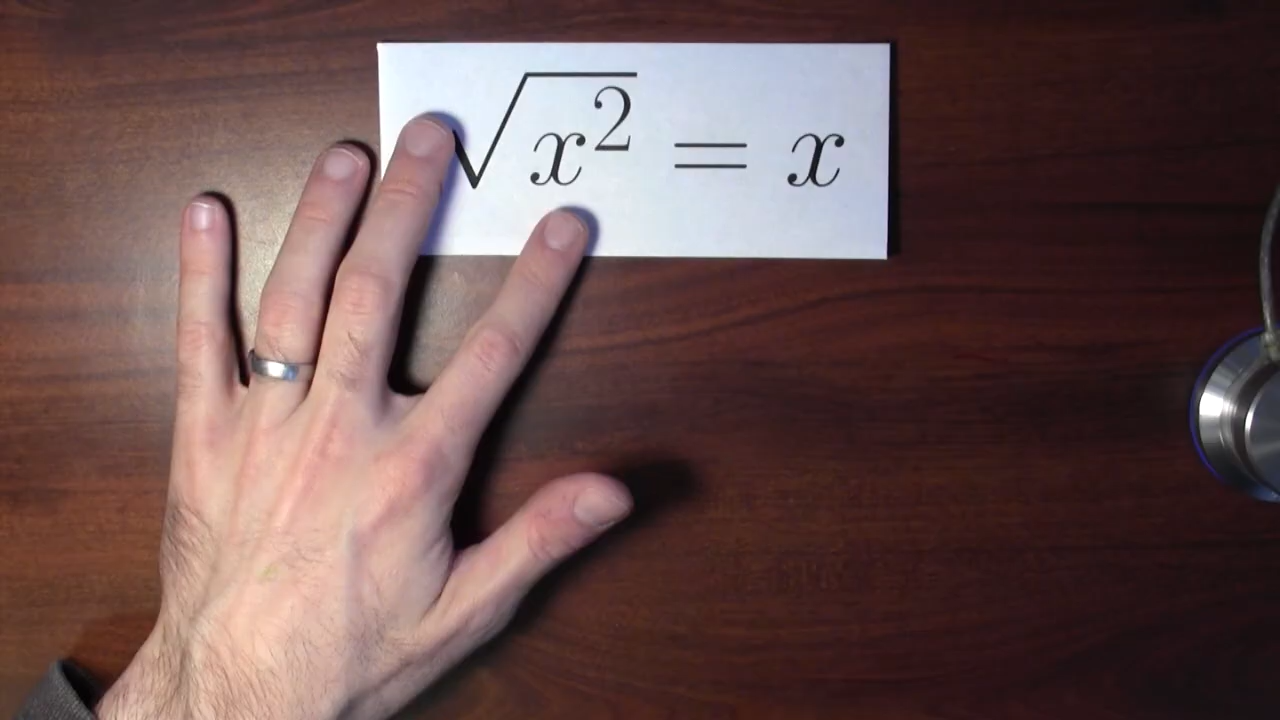 √x² = x